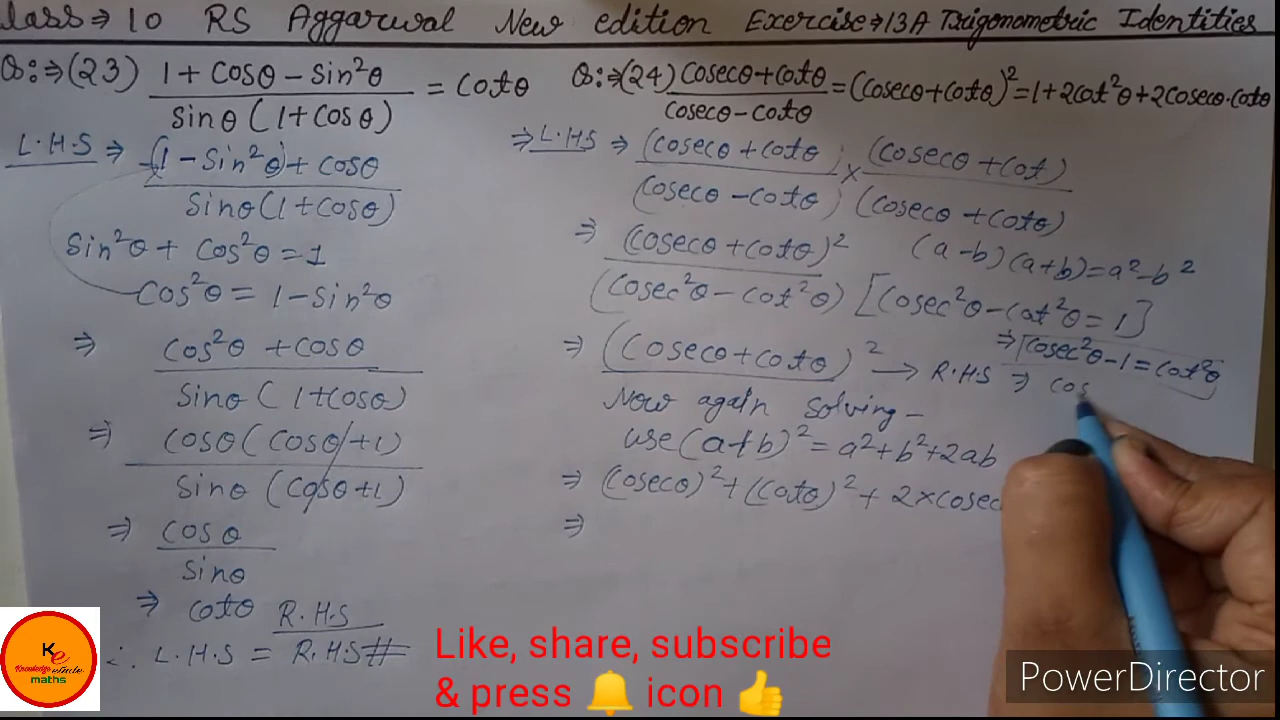 lass ⇒ 10 RS Aggarwal New edition Exercise ⇒ 13A Trigonometric Identities
Q: ⇒ (23) (1 + cosθ − sin²θ) / (sinθ (1 + cosθ)) = cotθ
L.H.S ⇒ ((1 − sin²θ) + cosθ) / (sinθ (1 + cosθ))
sin²θ + cos²θ = 1
cos²θ = 1 − sin²θ
⇒ (cos²θ + cosθ) / (sinθ (1 + cosθ))
⇒ (cosθ (cosθ + 1)) / (sinθ (cosθ + 1))
⇒ cosθ / sinθ
⇒ cotθ R.H.S
∴ L.H.S = R.H.S #
Q: ⇒ (24) (cosecθ + cotθ) / (cosecθ − cotθ) = (cosecθ + cotθ)² = 1 + 2cot²θ + 2cosecθ.cotθ
⇒ L.H.S ⇒ (cosecθ + cotθ) / (cosecθ − cotθ) × (cosecθ + cot) / (cosecθ + cotθ)
⇒ (cosecθ + cotθ)² / (cosec²θ − cot²θ) (a − b)(a + b) = a² − b²
[cosec²θ − cot²θ = 1]
⇒ cosec²θ − 1 = cot²θ
⇒ cos
⇒ (cosecθ + cotθ)² → R.H.S
Now again solving −
use (a + b)² = a² + b² + 2ab
⇒ (cosecθ)² + (cotθ)² + 2 × cosec
⇒
Ke
Knowledge
maths
Like, share, subscribe
& press 🔔 icon 👍
PowerDirector